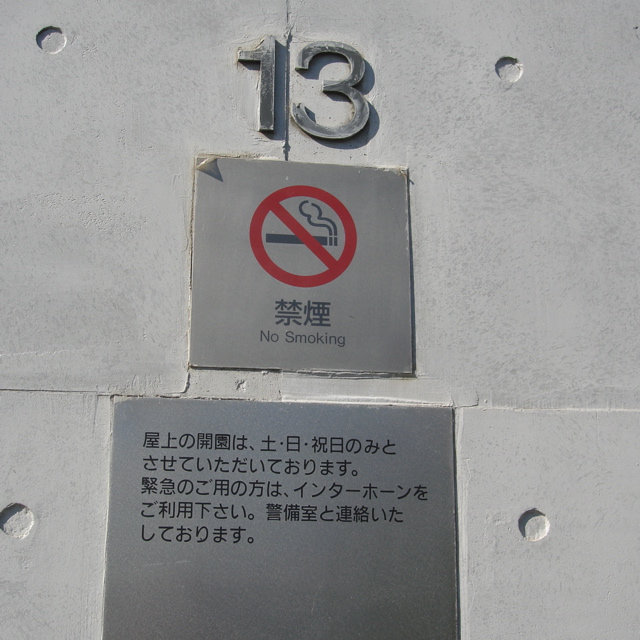 13
禁煙
No Smoking
屋上の開園は、土・日・祝日のみと
させていただいております。
緊急のご用の方は、インターホーンを
ご利用下さい。警備室と連絡いた
しております。